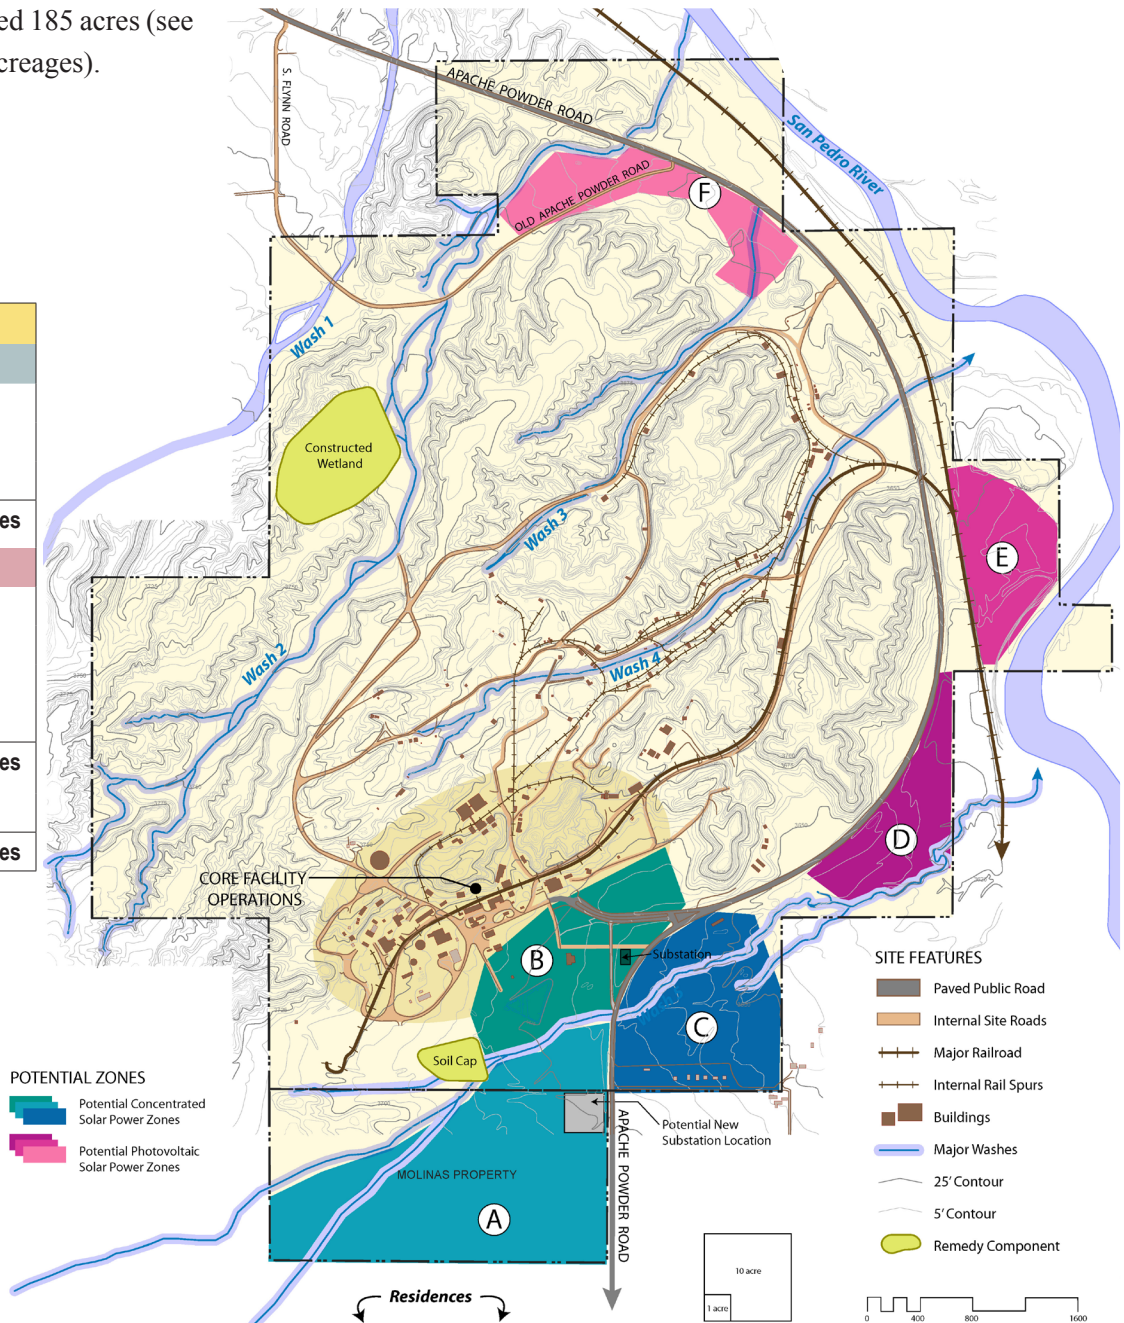 ed 185 acres (see
creages).
es
es
es
APACHE POWDER ROAD
S. FLYNN ROAD
San Pedro River
OLD APACHE POWDER ROAD
F
Wash 1
Constructed
Wetland
Wash 3
E
Wash 2
Wash 4
D
CORE FACILITY
OPERATIONS
B
Substation
C
Soil Cap
Potential New
Substation Location
MOLINAS PROPERTY
APACHE POWDER ROAD
A
Residences
POTENTIAL ZONES
Potential Concentrated
Solar Power Zones
Potential Photovoltaic
Solar Power Zones
SITE FEATURES
Paved Public Road
Internal Site Roads
Major Railroad
Internal Rail Spurs
Buildings
Major Washes
25' Contour
5' Contour
Remedy Component
10 acre
1 acre
0 400 800 1600